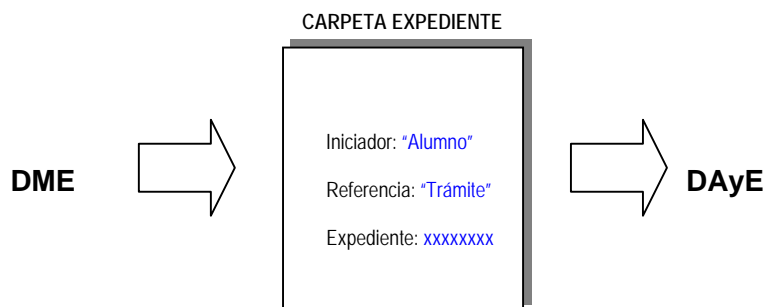 CARPETA EXPEDIENTE
DME
Iniciador: “Alumno”
Referencia: “Trámite”
Expediente: xxxxxxxx
DAyE